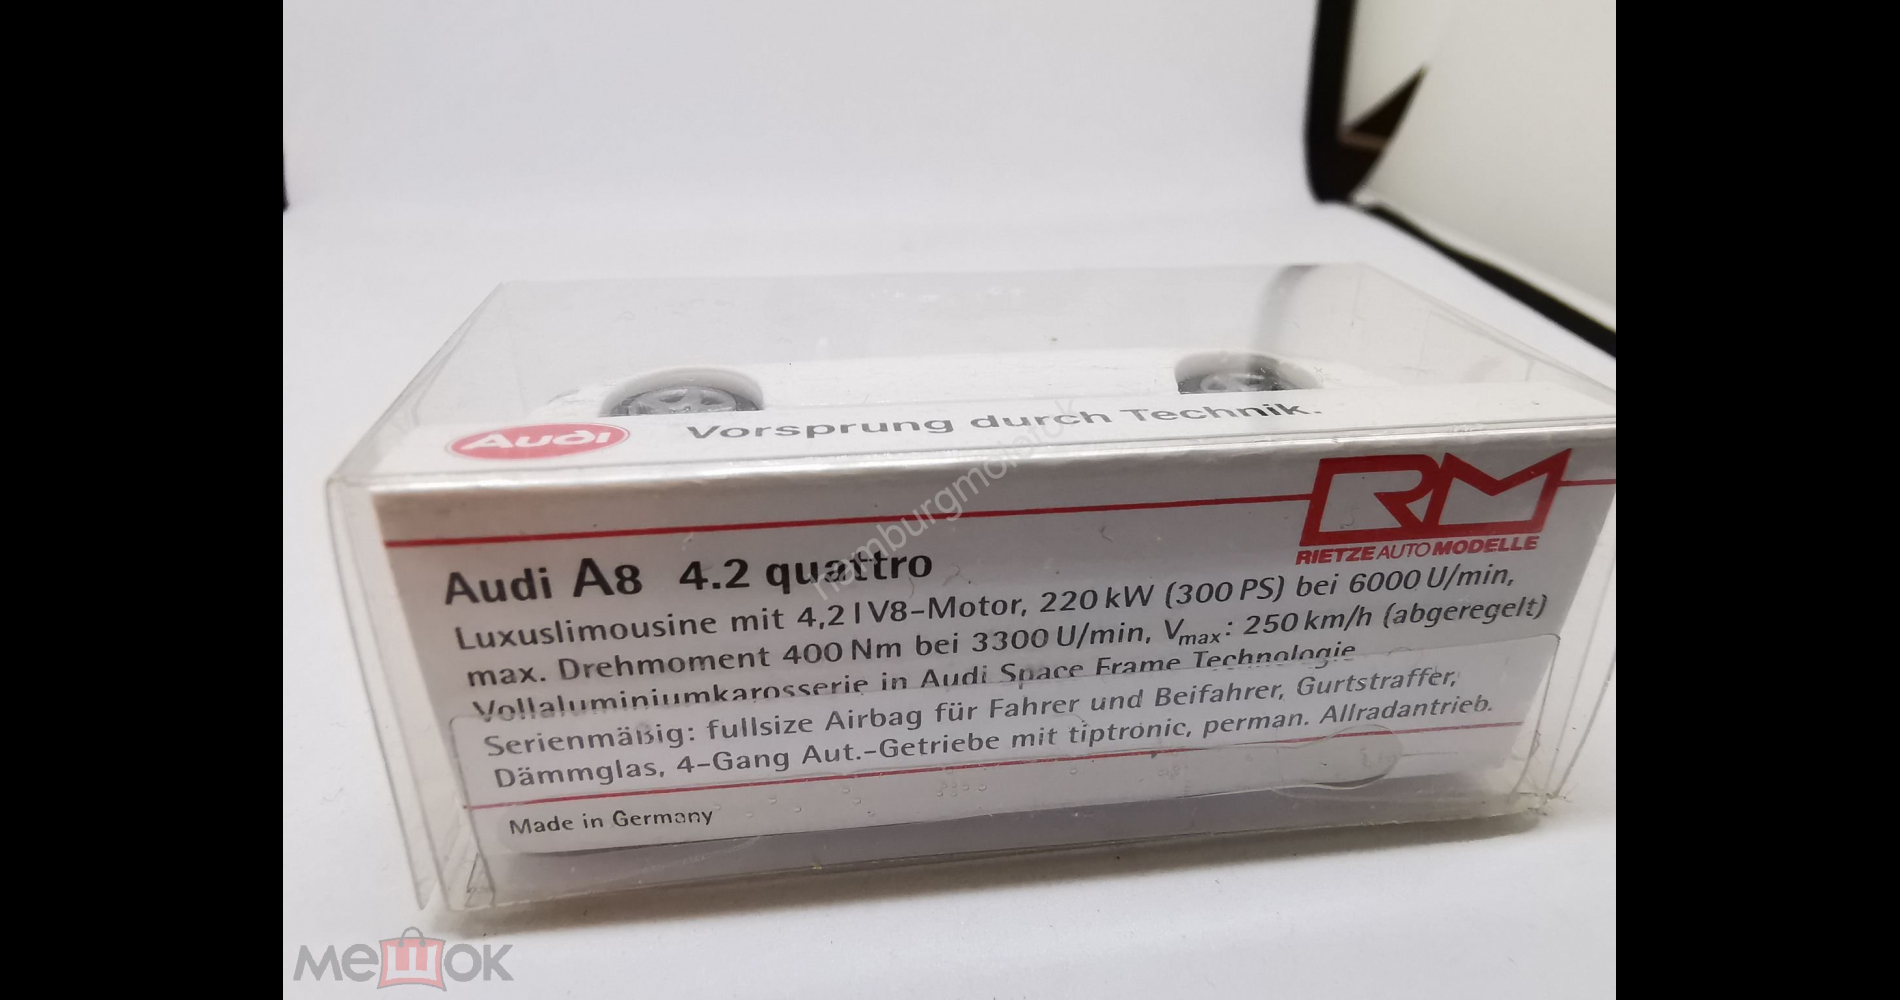 Audi Vorsprung durch Technik.
RM
RIETZE AUTO MODELLE
Audi A8 4.2 quattro
Luxuslimousine mit 4,2 l V8-Motor, 220 kW (300 PS) bei 6000 U/min,
max. Drehmoment 400 Nm bei 3300 U/min, Vmax: 250 km/h (abgeregelt)
Vollaluminiumkarosserie in Audi Space Frame Technologie
Serienmäßig: fullsize Airbag für Fahrer und Beifahrer, Gurtstraffer,
Dämmglas, 4-Gang Aut.-Getriebe mit tiptronic, perman. Allradantrieb.
Made in Germany
мешок